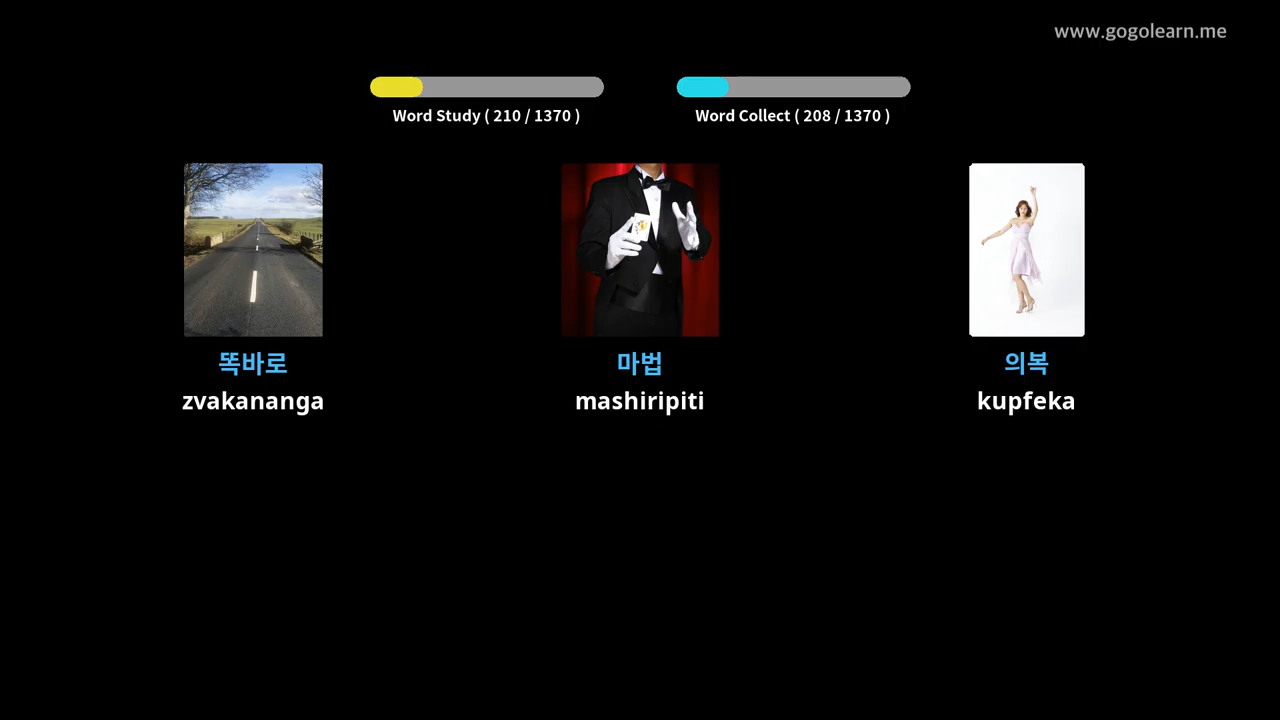 www.gogolearn.me
Word Study ( 210 / 1370 )
Word Collect ( 208 / 1370 )
똑바로
zvakananga
마법
mashiripiti
의복
kupfeka